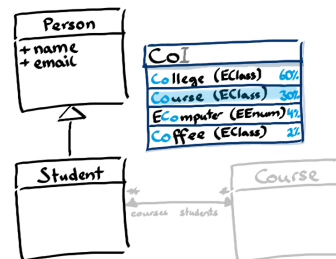 Person
+ name
+ email
Co
College (EClass) 60%
Course (EClass) 30%
EComputer (EEnum) 4%
Coffee (EClass) 2%
Student
Course
* *
courses students